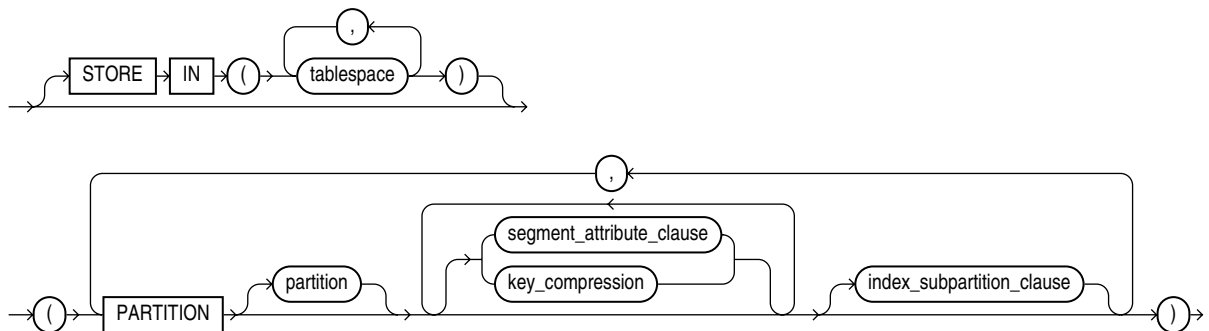 ,
STORE IN ( tablespace )
,
segment_attribute_clause
partition key_compression index_subpartition_clause
( PARTITION )